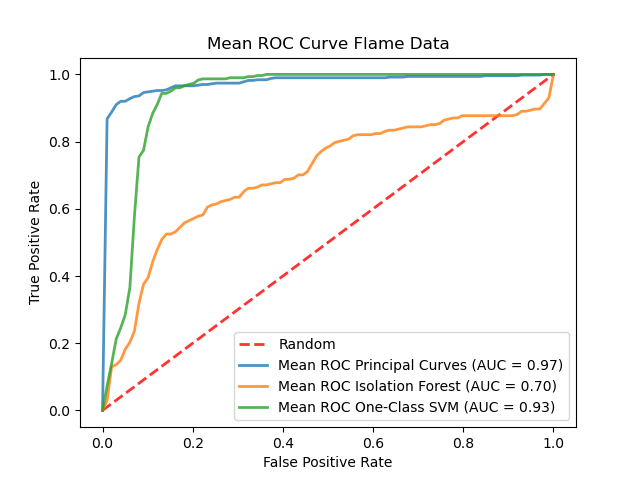 Mean ROC Curve Flame Data
1.0
0.8
0.6
0.4
0.2
0.0
True Positive Rate
Random
Mean ROC Principal Curves (AUC = 0.97)
Mean ROC Isolation Forest (AUC = 0.70)
Mean ROC One-Class SVM (AUC = 0.93)
0.0 0.2 0.4 0.6 0.8 1.0
False Positive Rate